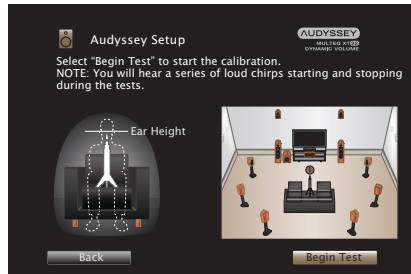 Audyssey Setup
AUDYSSEY
MULTEQ XT32
DYNAMIC VOLUME
Select “Begin Test” to start the calibration.
NOTE: You will hear a series of loud chirps starting and stopping
during the tests.
Ear Height
Back
Begin Test